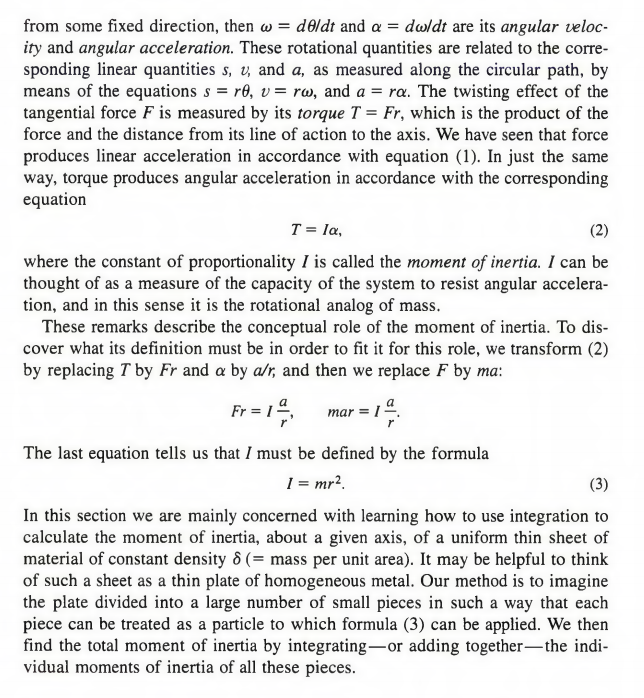 from some fixed direction, then ω = dθ/dt and α = dω/dt are its angular veloc-
ity and angular acceleration. These rotational quantities are related to the corre-
sponding linear quantities s, v, and a, as measured along the circular path, by
means of the equations s = rθ, v = rω, and a = rα. The twisting effect of the
tangential force F is measured by its torque T = Fr, which is the product of the
force and the distance from its line of action to the axis. We have seen that force
produces linear acceleration in accordance with equation (1). In just the same
way, torque produces angular acceleration in accordance with the corresponding
equation
T = Iα, (2)
where the constant of proportionality I is called the moment of inertia. I can be
thought of as a measure of the capacity of the system to resist angular accelera-
tion, and in this sense it is the rotational analog of mass.
These remarks describe the conceptual role of the moment of inertia. To dis-
cover what its definition must be in order to fit it for this role, we transform (2)
by replacing T by Fr and α by a/r, and then we replace F by ma:
Fr = I a/r, mar = I a/r.
The last equation tells us that I must be defined by the formula
I = mr². (3)
In this section we are mainly concerned with learning how to use integration to
calculate the moment of inertia, about a given axis, of a uniform thin sheet of
material of constant density δ (= mass per unit area). It may be helpful to think
of such a sheet as a thin plate of homogeneous metal. Our method is to imagine
the plate divided into a large number of small pieces in such a way that each
piece can be treated as a particle to which formula (3) can be applied. We then
find the total moment of inertia by integrating—or adding together—the indi-
vidual moments of inertia of all these pieces.